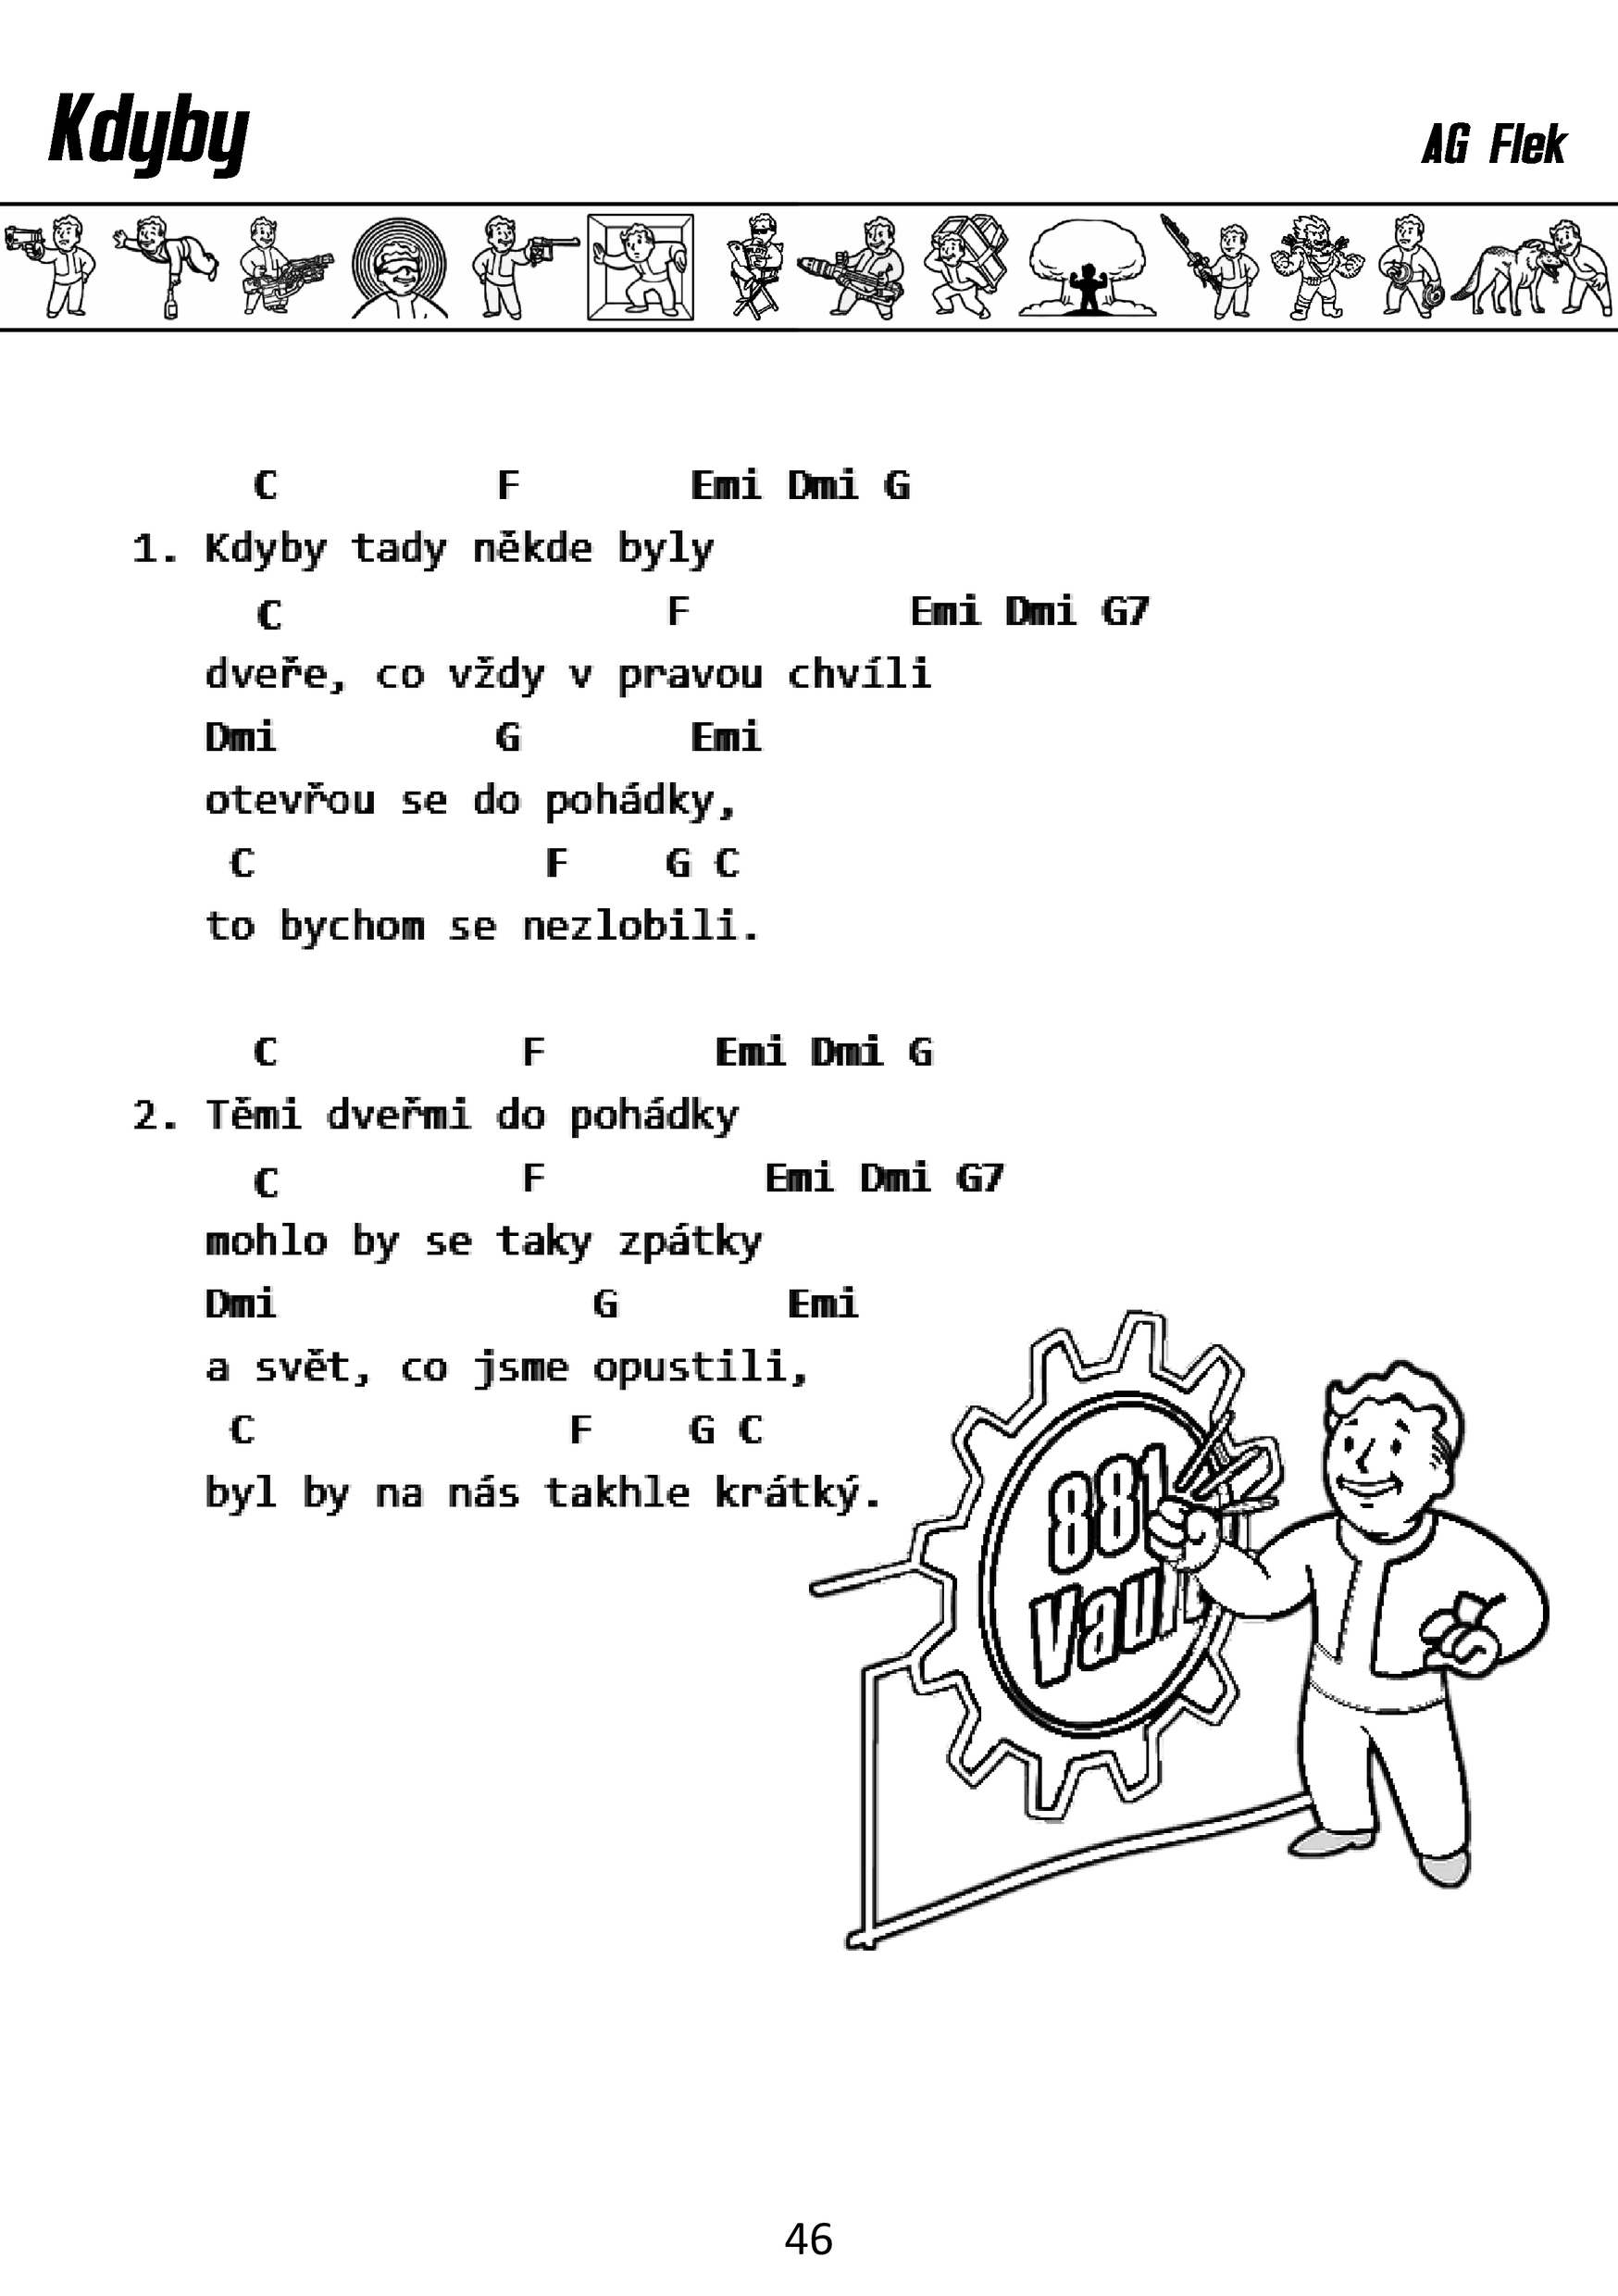 Kdyby
AG Flek
C F Emi Dmi G
1. Kdyby tady někde byly
C F Emi Dmi G7
dveře, co vždy v pravou chvíli
Dmi G Emi
otevřou se do pohádky,
C F G C
to bychom se nezlobili.
C F Emi Dmi G
2. Těmi dveřmi do pohádky
C F Emi Dmi G7
mohlo by se taky zpátky
Dmi G Emi
a svět, co jsme opustili,
C F G C
byl by na nás takhle krátký.
881
Vault
46